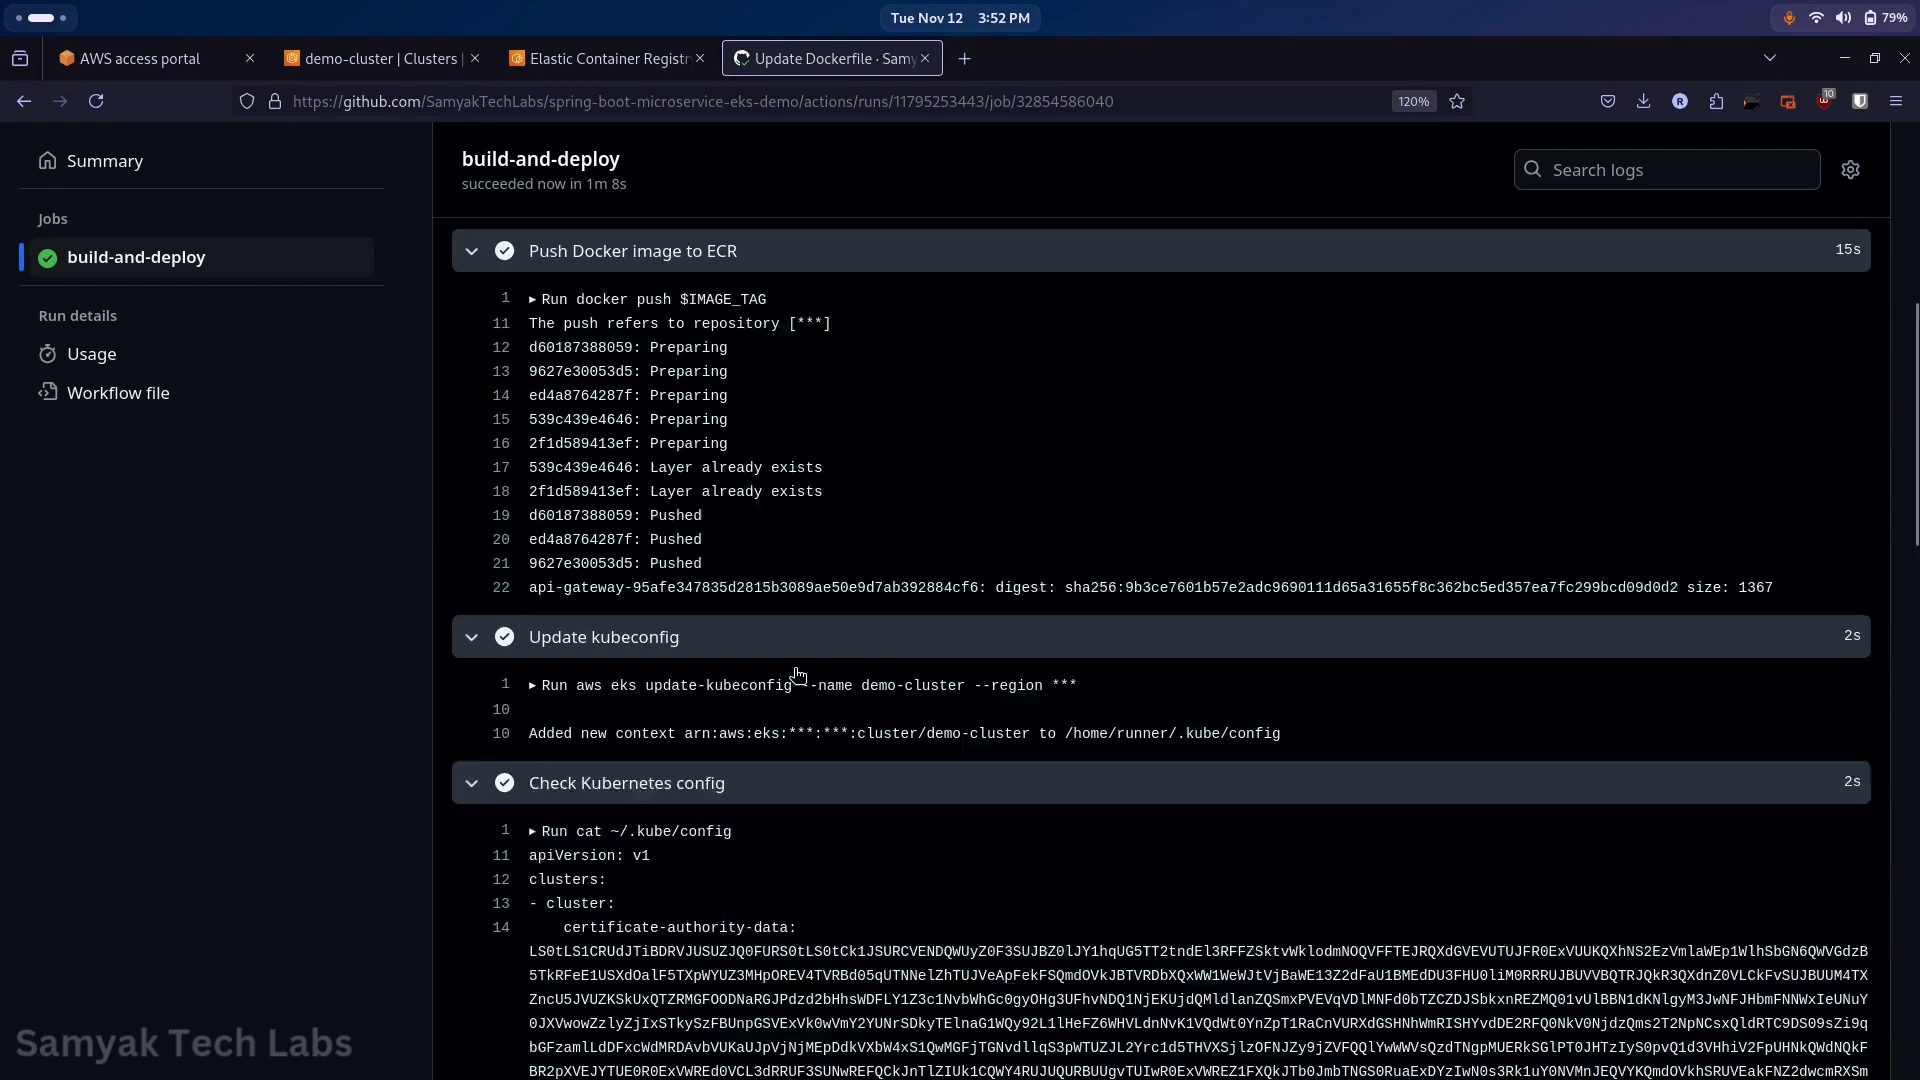 Tue Nov 12 3:52 PM
79%
AWS access portal
demo-cluster | Clusters |
Elastic Container Registr
Update Dockerfile · Samy
https://github.com/SamyakTechLabs/spring-boot-microservice-eks-demo/actions/runs/11795253443/job/32854586040
120%
10
Summary
Jobs
build-and-deploy
Run details
Usage
Workflow file
build-and-deploy
succeeded now in 1m 8s
Search logs
Push Docker image to ECR 15s
1 Run docker push $IMAGE_TAG
11 The push refers to repository [***]
12 d60187388059: Preparing
13 9627e30053d5: Preparing
14 ed4a8764287f: Preparing
15 539c439e4646: Preparing
16 2f1d589413ef: Preparing
17 539c439e4646: Layer already exists
18 2f1d589413ef: Layer already exists
19 d60187388059: Pushed
20 ed4a8764287f: Pushed
21 9627e30053d5: Pushed
22 api-gateway-95afe347835d2815b3089ae50e9d7ab392884cf6: digest: sha256:9b3ce7601b57e2adc9690111d65a31655f8c362bc5ed357ea7fc299bcd09d0d2 size: 1367
Update kubeconfig 2s
1 Run aws eks update-kubeconfig --name demo-cluster --region ***
10
10 Added new context arn:aws:eks:***:***:cluster/demo-cluster to /home/runner/.kube/config
Check Kubernetes config 2s
1 Run cat ~/.kube/config
11 apiVersion: v1
12 clusters:
13 - cluster:
14 certificate-authority-data:
Samyak Tech Labs